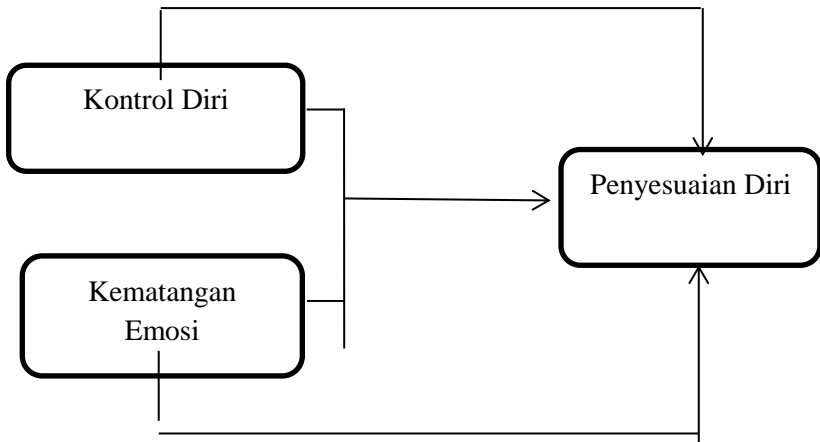 Kontrol Diri
Penyesuaian Diri
Kematangan
Emosi